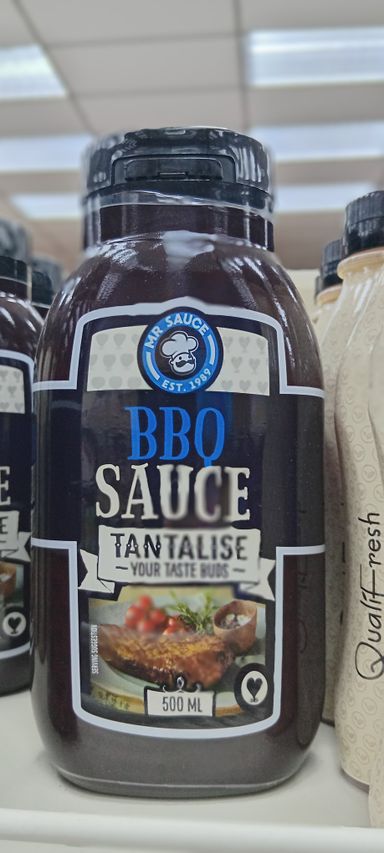 MR SAUCE
EST. 1989
BBQ
SAUCE
TANTALISE
YOUR TASTE BUDS
SERVING SUGGESTION
500 ML
QualiFresh
E